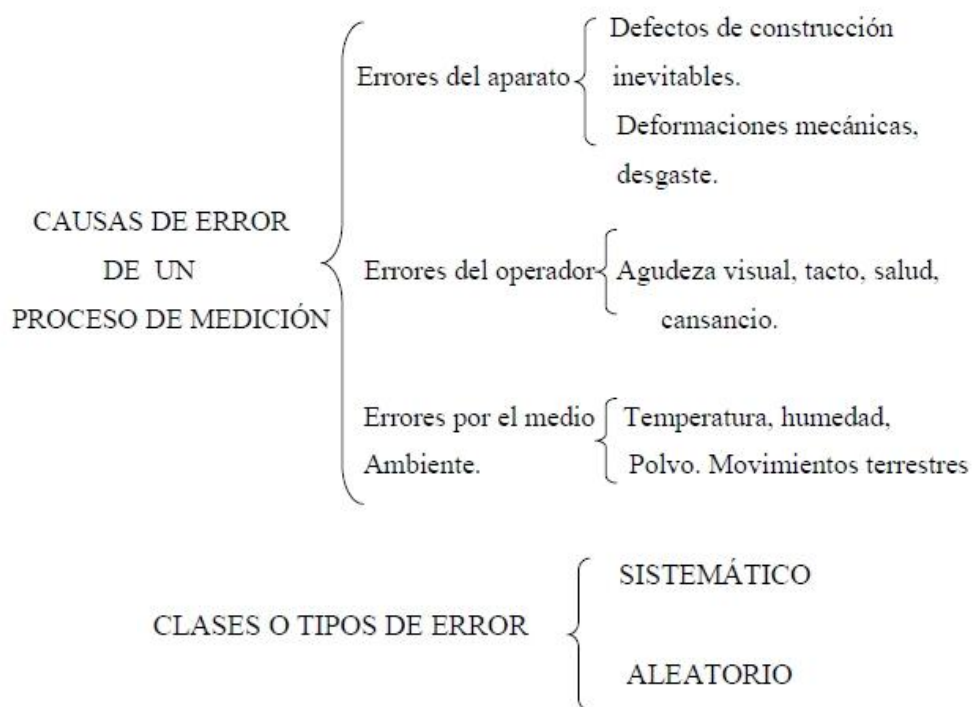 CAUSAS DE ERROR
DE UN
PROCESO DE MEDICIÓN
Errores del aparato
Defectos de construcción
inevitables.
Deformaciones mecánicas,
desgaste.
Errores del operador
Agudeza visual, tacto, salud,
cansancio.
Errores por el medio
Ambiente.
Temperatura, humedad,
Polvo. Movimientos terrestres
CLASES O TIPOS DE ERROR
SISTEMÁTICO
ALEATORIO